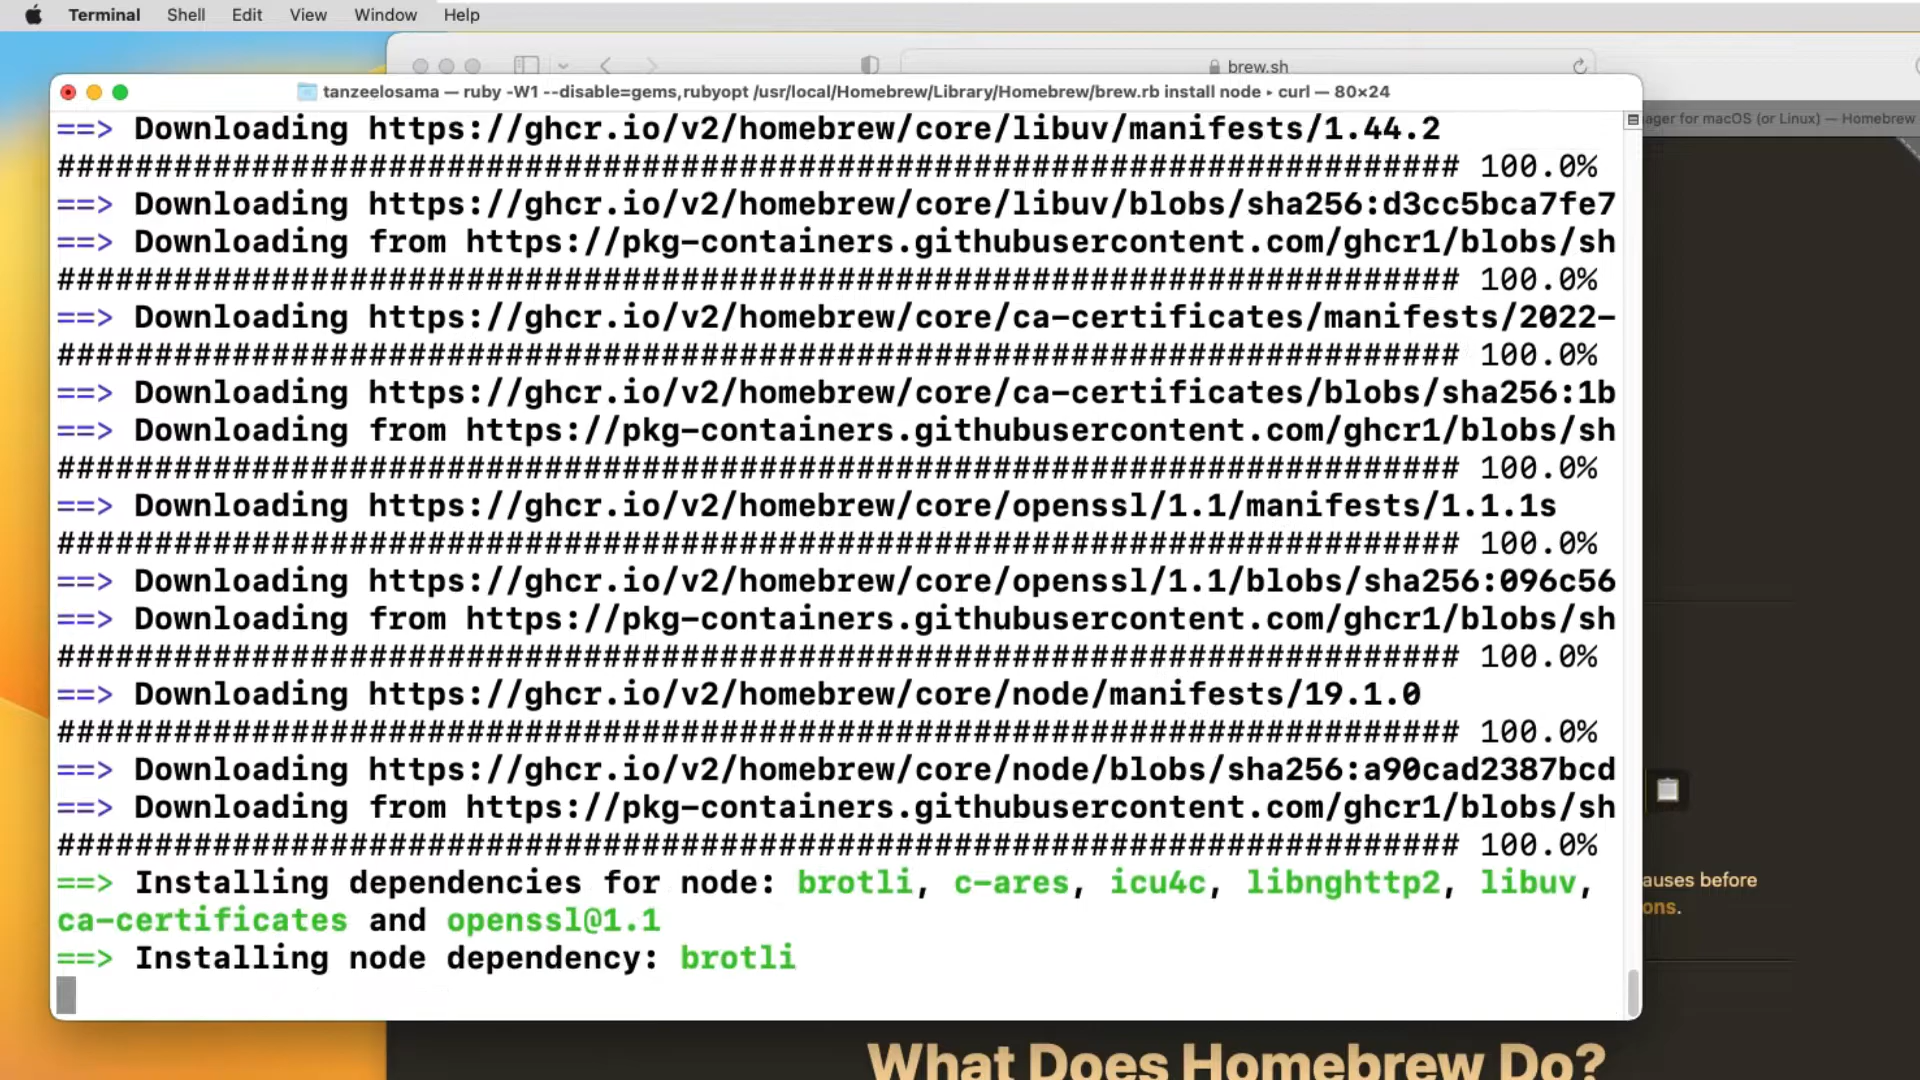 Terminal Shell Edit View Window Help
brew.sh
tanzeelosama — ruby -W1 --disable=gems,rubyopt /usr/local/Homebrew/Library/Homebrew/brew.rb install node ▸ curl — 80×24
ager for macOS (or Linux) — Homebrew
==> Downloading https://ghcr.io/v2/homebrew/core/libuv/manifests/1.44.2
######################################################################## 100.0%
==> Downloading https://ghcr.io/v2/homebrew/core/libuv/blobs/sha256:d3cc5bca7fe7
==> Downloading from https://pkg-containers.githubusercontent.com/ghcr1/blobs/sh
######################################################################## 100.0%
==> Downloading https://ghcr.io/v2/homebrew/core/ca-certificates/manifests/2022-
######################################################################## 100.0%
==> Downloading https://ghcr.io/v2/homebrew/core/ca-certificates/blobs/sha256:1b
==> Downloading from https://pkg-containers.githubusercontent.com/ghcr1/blobs/sh
######################################################################## 100.0%
==> Downloading https://ghcr.io/v2/homebrew/core/openssl/1.1/manifests/1.1.1s
######################################################################## 100.0%
==> Downloading https://ghcr.io/v2/homebrew/core/openssl/1.1/blobs/sha256:096c56
==> Downloading from https://pkg-containers.githubusercontent.com/ghcr1/blobs/sh
######################################################################## 100.0%
==> Downloading https://ghcr.io/v2/homebrew/core/node/manifests/19.1.0
######################################################################## 100.0%
==> Downloading https://ghcr.io/v2/homebrew/core/node/blobs/sha256:a90cad2387bcd
==> Downloading from https://pkg-containers.githubusercontent.com/ghcr1/blobs/sh
######################################################################## 100.0%
==> Installing dependencies for node: brotli, c-ares, icu4c, libnghttp2, libuv,
ca-certificates and openssl@1.1
==> Installing node dependency: brotli
auses before
ons.
What Does Homebrew Do?